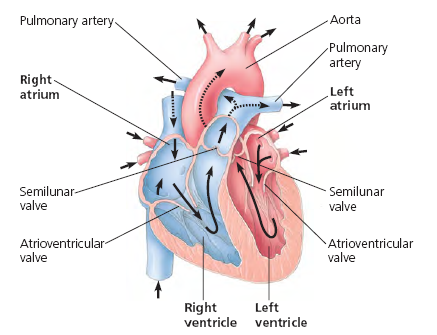 Pulmonary artery
Aorta
Pulmonary
artery
Right
atrium
Left
atrium
Semilunar
valve
Semilunar
valve
Atrioventricular
valve
Atrioventricular
valve
Right
ventricle
Left
ventricle